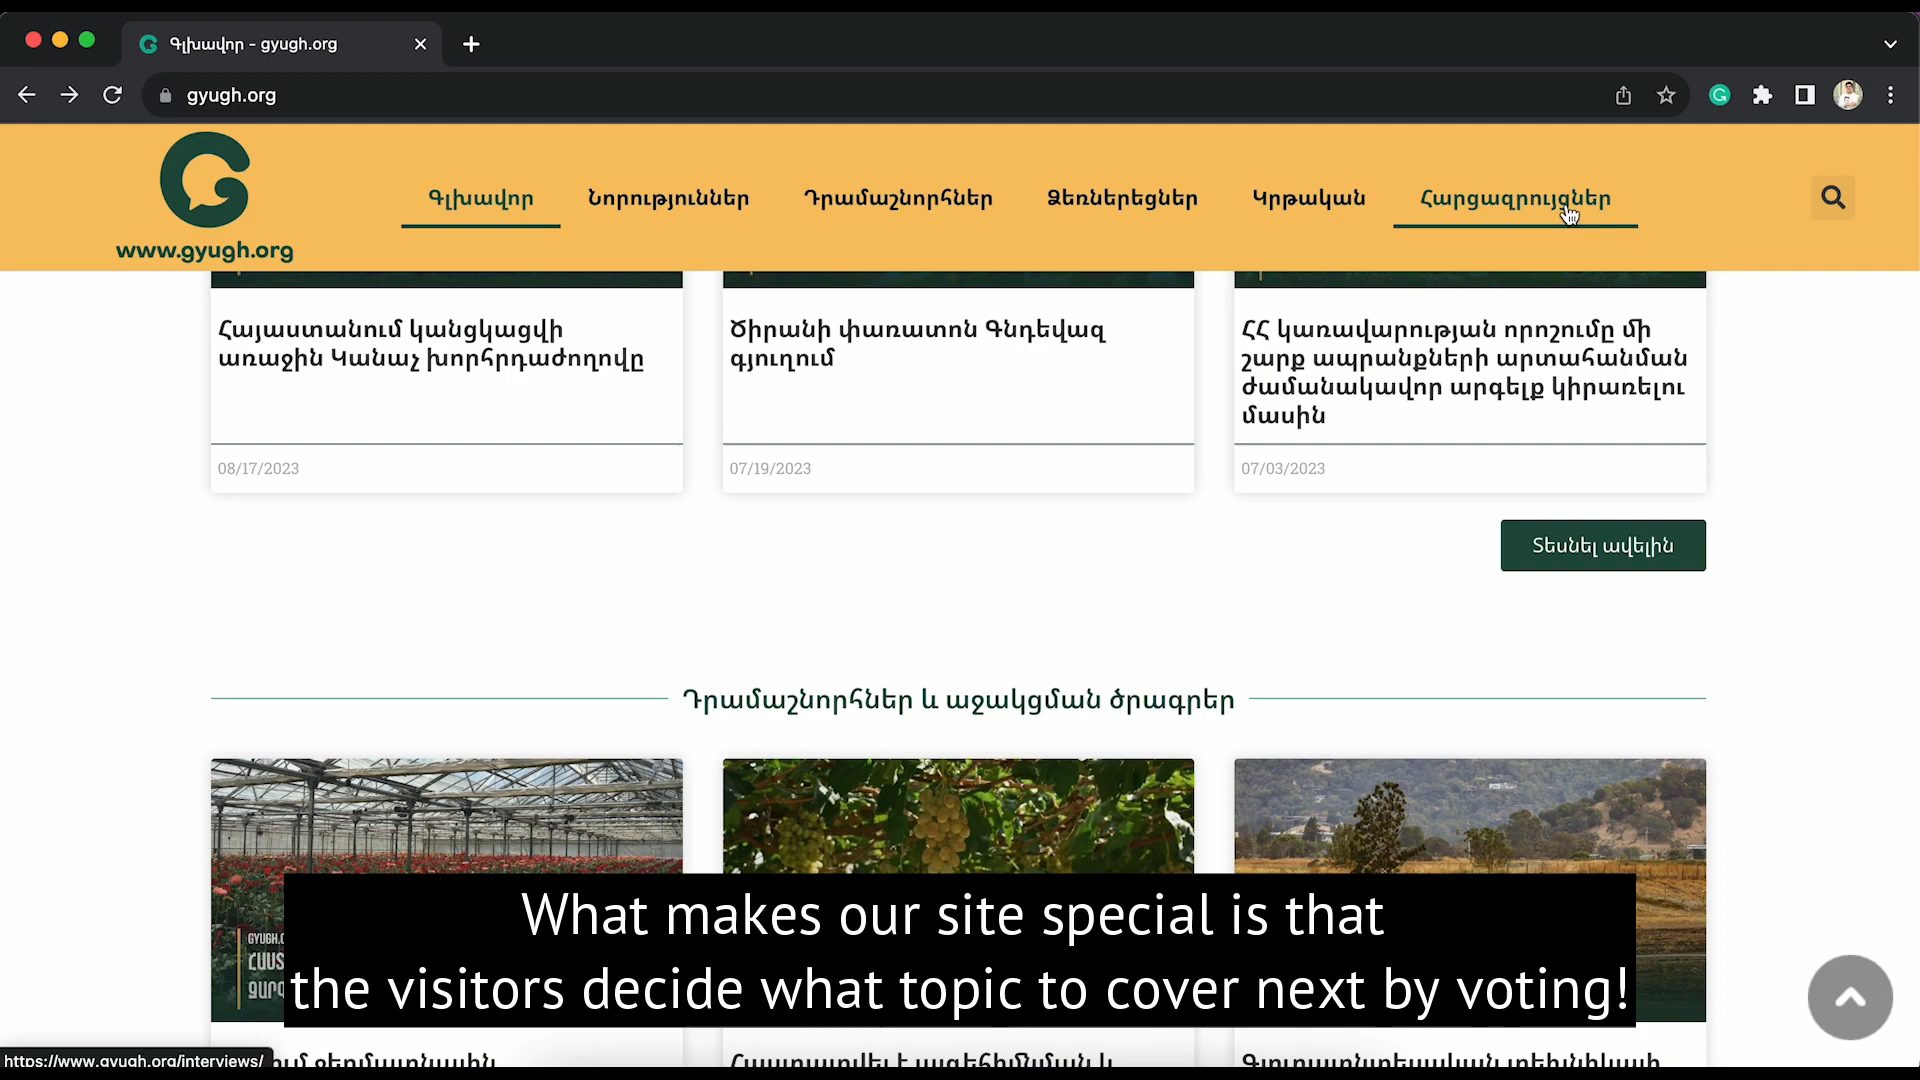 Գլխավոր - gyugh.org
gyugh.org
www.gyugh.org
Գլխավոր
Նորություններ
Դրամաշնորհներ
Ձեռներեցներ
Կրթական
Հարցազրույցներ
Հայաստանում կանցկացվի
առաջին Կանաչ խորհրդաժողովը
08/17/2023
Ծիրանի փառատոն Գնդեվազ
գյուղում
07/19/2023
ՀՀ կառավարության որոշումը մի
շարք ապրանքների արտահանման
ժամանակավոր արգելք կիրառելու
մասին
07/03/2023
Տեսնել ավելին
Դրամաշնորհներ և աջակցման ծրագրեր
What makes our site special is that
the visitors decide what topic to cover next by voting!
https://www.gyugh.org/interviews/